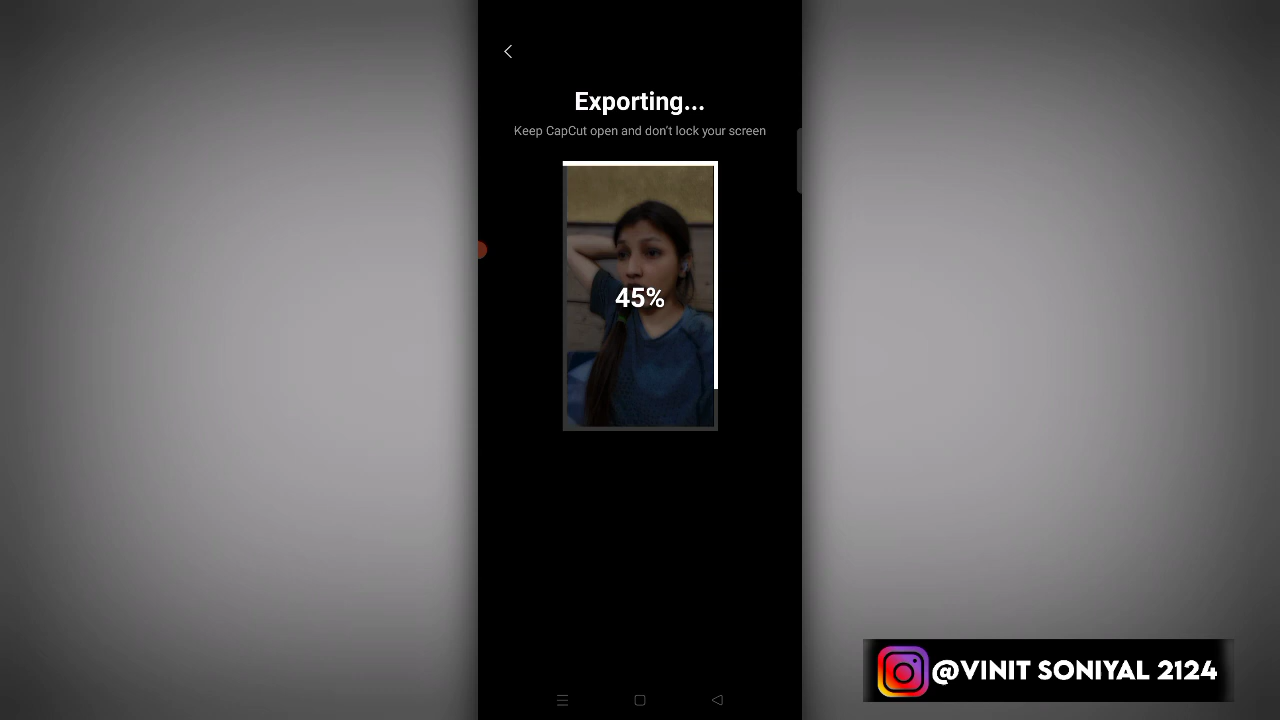 Exporting...
Keep CapCut open and don't lock your screen
45%
@VINIT SONIYAL 2124